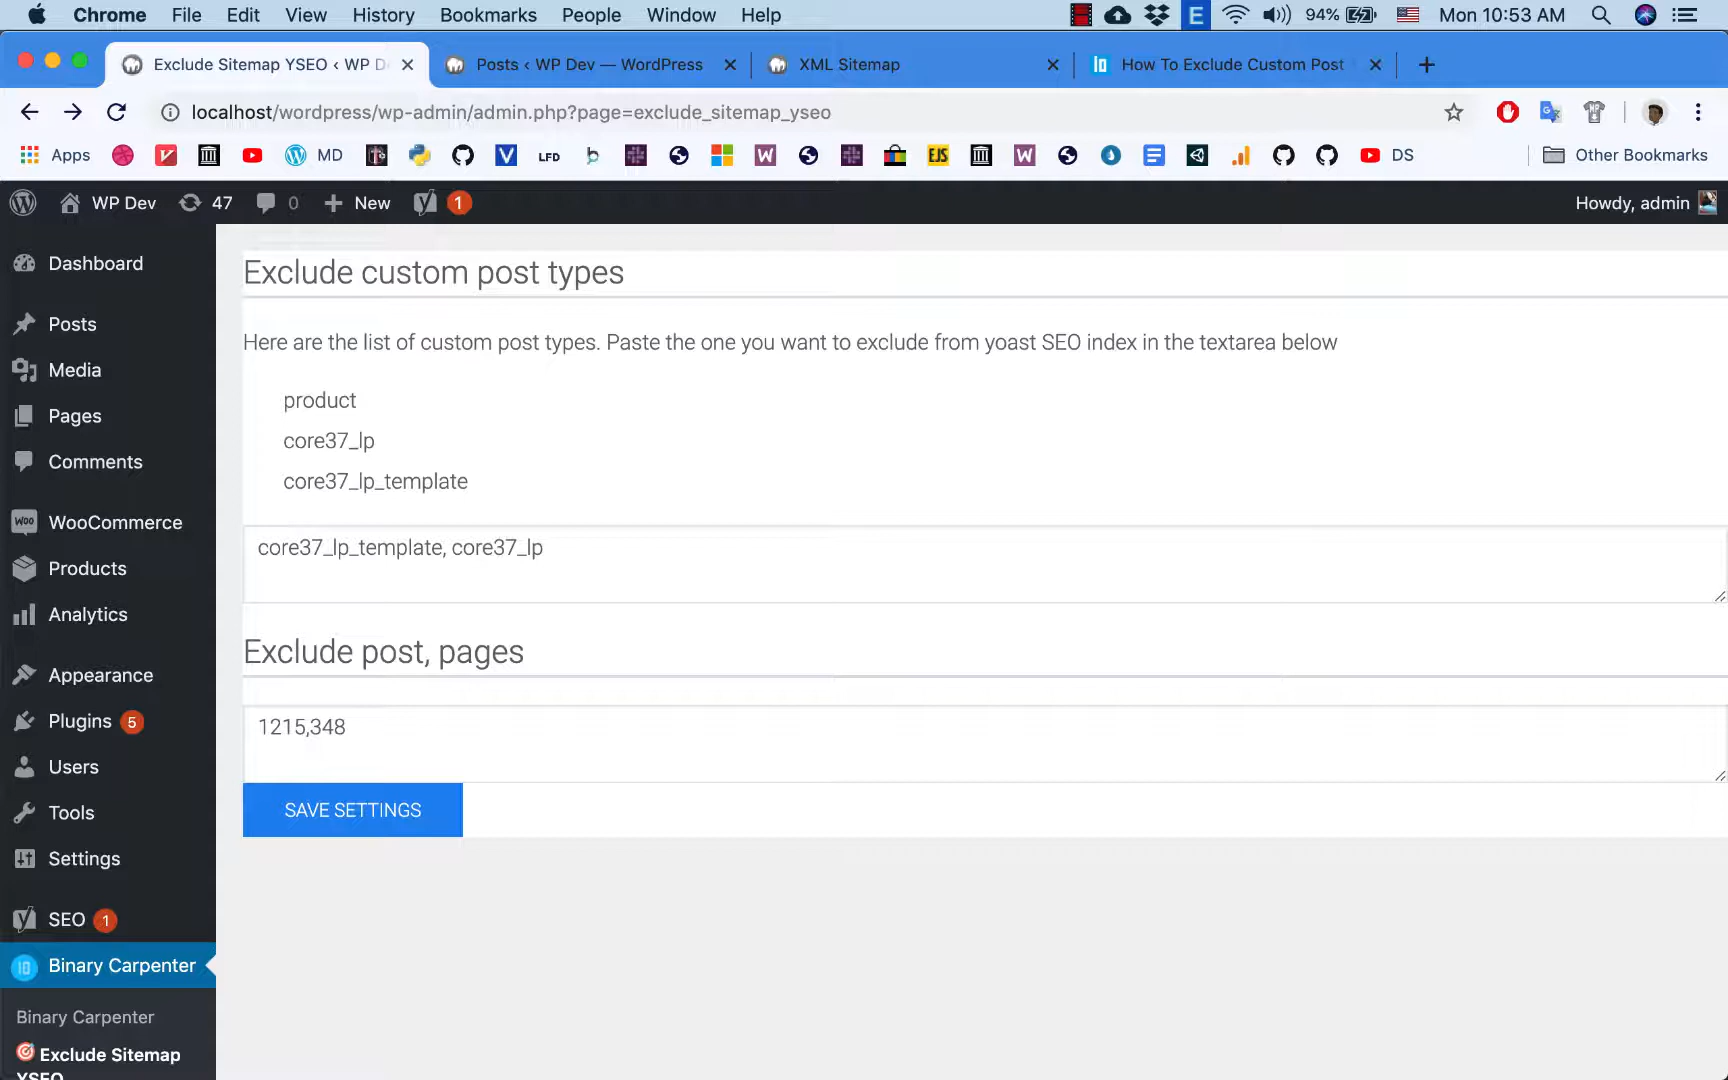 Chrome File Edit View History Bookmarks People Window Help E 94% Mon 10:53 AM
Exclude Sitemap YSEO ‹ WP D Posts ‹ WP Dev — WordPress XML Sitemap How To Exclude Custom Post
localhost/wordpress/wp-admin/admin.php?page=exclude_sitemap_yseo
Apps MD LFD EJS DS Other Bookmarks
WP Dev 47 0 New 1 Howdy, admin
Dashboard
Posts
Media
Pages
Comments
WooCommerce
Products
Analytics
Appearance
Plugins 5
Users
Tools
Settings
SEO 1
Binary Carpenter
Binary Carpenter
Exclude Sitemap
YSEO
Exclude custom post types
Here are the list of custom post types. Paste the one you want to exclude from yoast SEO index in the textarea below
product
core37_lp
core37_lp_template
core37_lp_template, core37_lp
Exclude post, pages
1215,348
SAVE SETTINGS